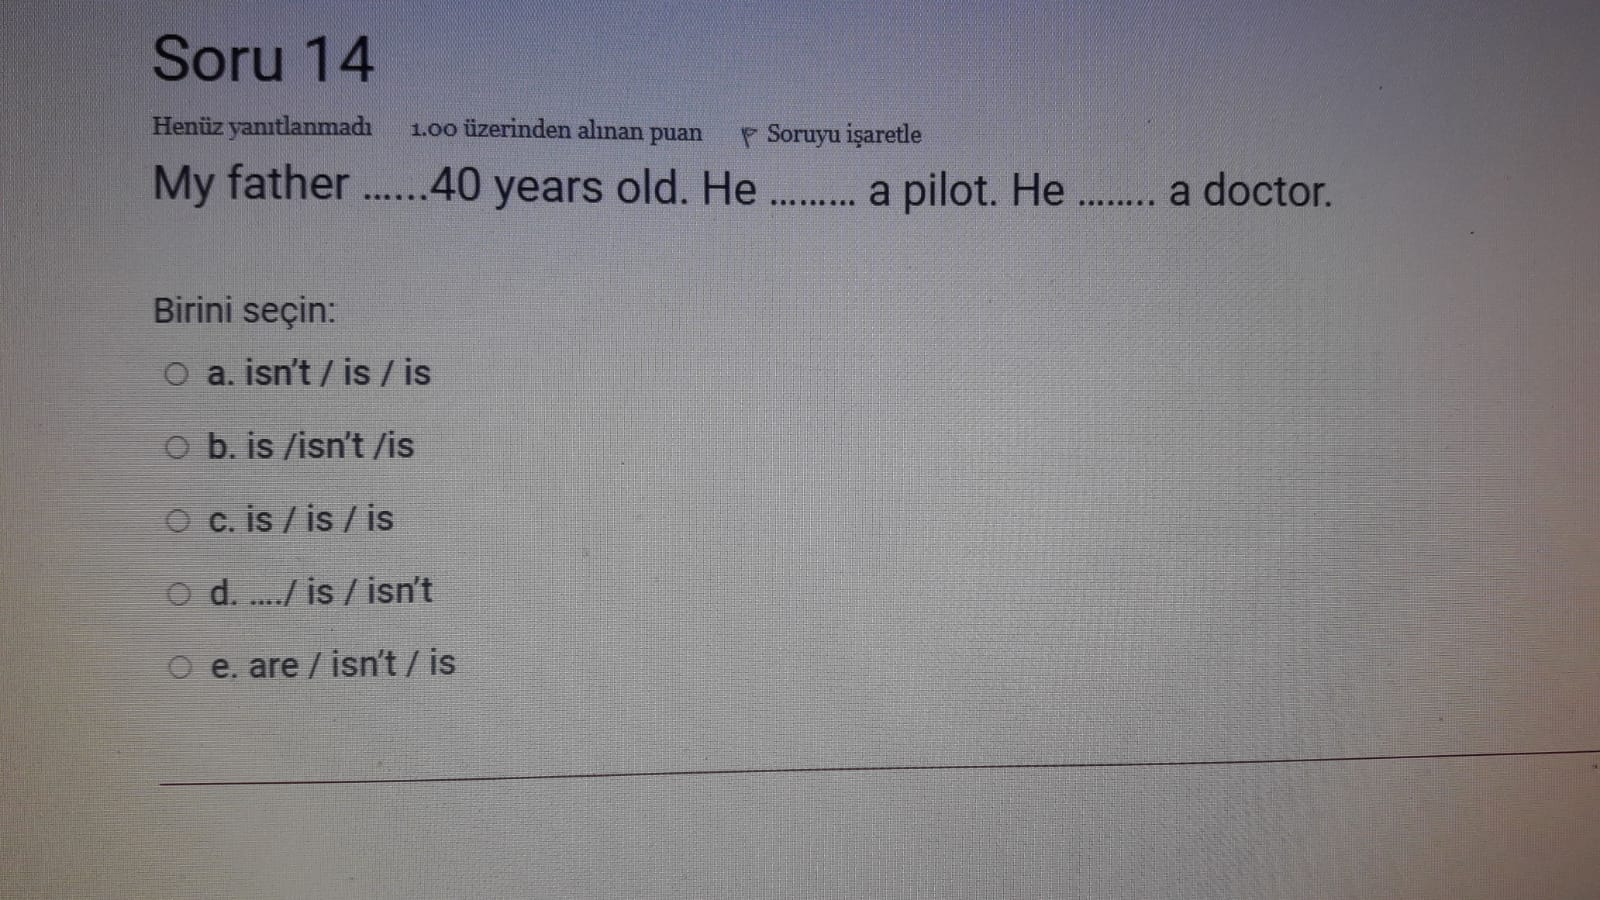 Soru 14
Henüz yanıtlanmadı 1.00 üzerinden alınan puan Soruyu işaretle
My father ......40 years old. He ......... a pilot. He ........ a doctor.
Birini seçin:
a. isn't / is / is
b. is /isn't /is
c. is / is / is
d. ..../ is / isn't
e. are / isn't / is